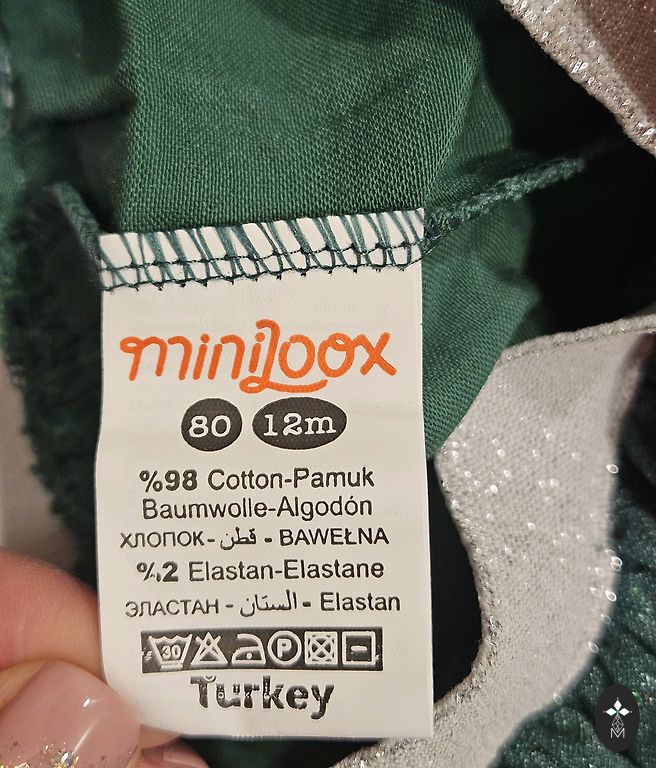 miniloox
80 12m
%98 Cotton-Pamuk
Baumwolle-Algodón
ХЛОПОК - قطن - BAWEŁNA
%2 Elastan-Elastane
ЭЛАСТАН - الستان - Elastan
30 P
Turkey
M